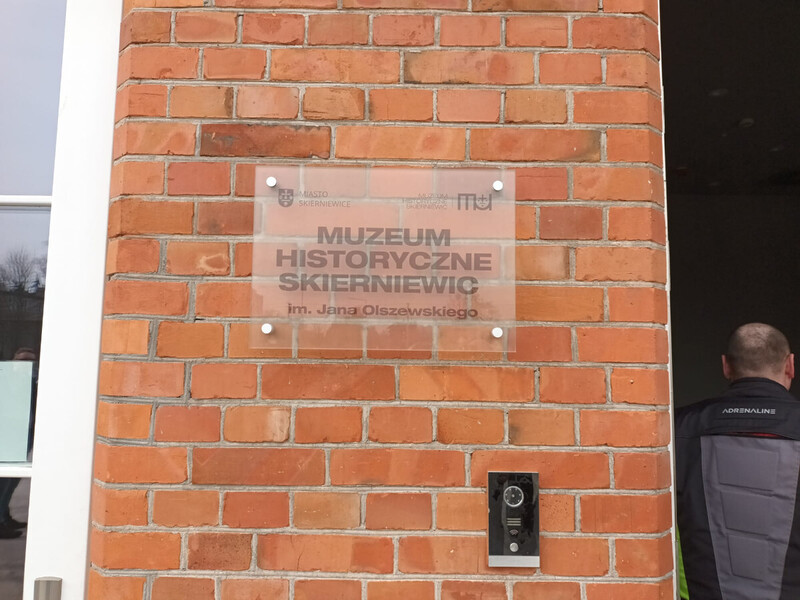 MIASTO
SKIERNIEWICE
MUZEUM
HISTORYCZNE
SKIERNIEWIC
im. Jana Olszewskiego
ADRENALINE